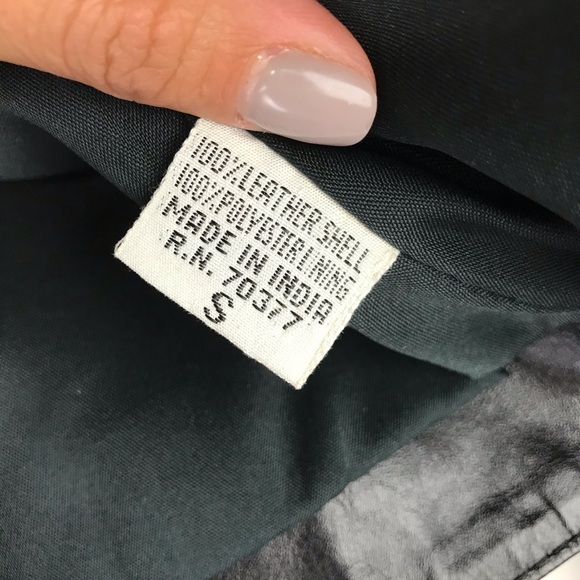 100% LEATHER SHELL
100% POLYESTER LINING
MADE IN INDIA
R.N. 70377
S